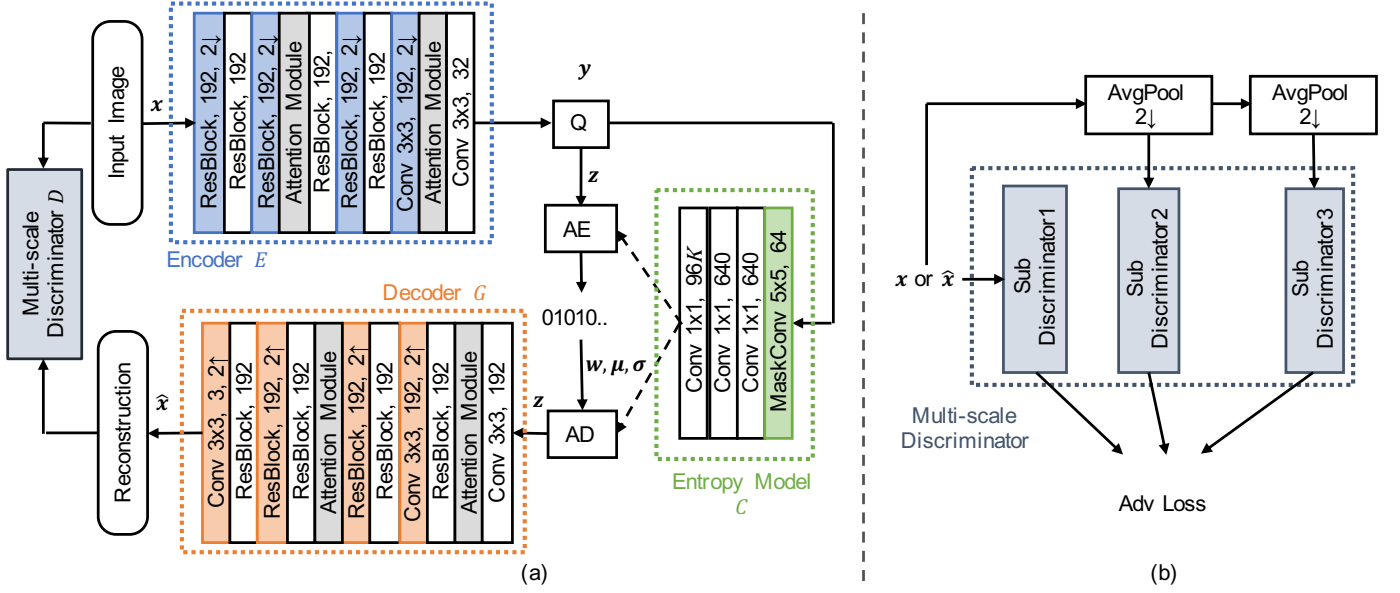 Input Image
x
ResBlock, 192, 2↓
ResBlock, 192
ResBlock, 192, 2↓
Attention Module
ResBlock, 192,
ResBlock, 192, 2↓
ResBlock, 192
Conv 3x3, 192, 2↓
Attention Module
Conv 3x3, 32
Encoder E
y
Q
z
AE
01010..
w, μ, σ
AD
z
Conv 1x1, 96K
Conv 1x1, 640
Conv 1x1, 640
MaskConv 5x5, 64
Entropy Model
C
Multi-scale
Discriminator D
Decoder G
Conv 3x3, 3, 2↑
ResBlock, 192
ResBlock, 192, 2↑
ResBlock, 192
Attention Module
ResBlock, 192, 2↑
ResBlock, 192
Conv 3x3, 192, 2↑
ResBlock, 192
Attention Module
Conv 3x3, 192
x̂
Reconstruction
(a)
AvgPool
2↓
AvgPool
2↓
x or x̂
Sub
Discriminator1
Sub
Discriminator2
Sub
Discriminator3
Multi-scale
Discriminator
Adv Loss
(b)